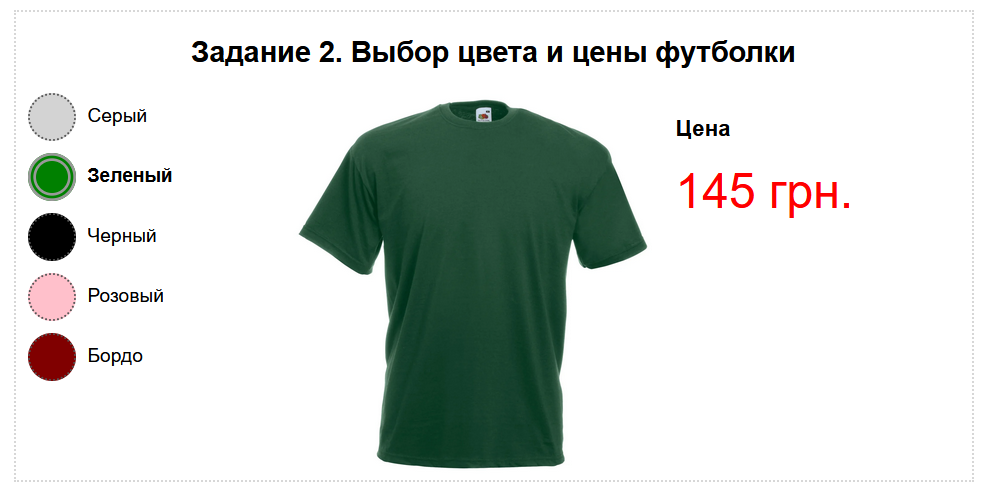 Задание 2. Выбор цвета и цены футболки
Серый
Зеленый
Черный
Розовый
Бордо
Цена
145 грн.